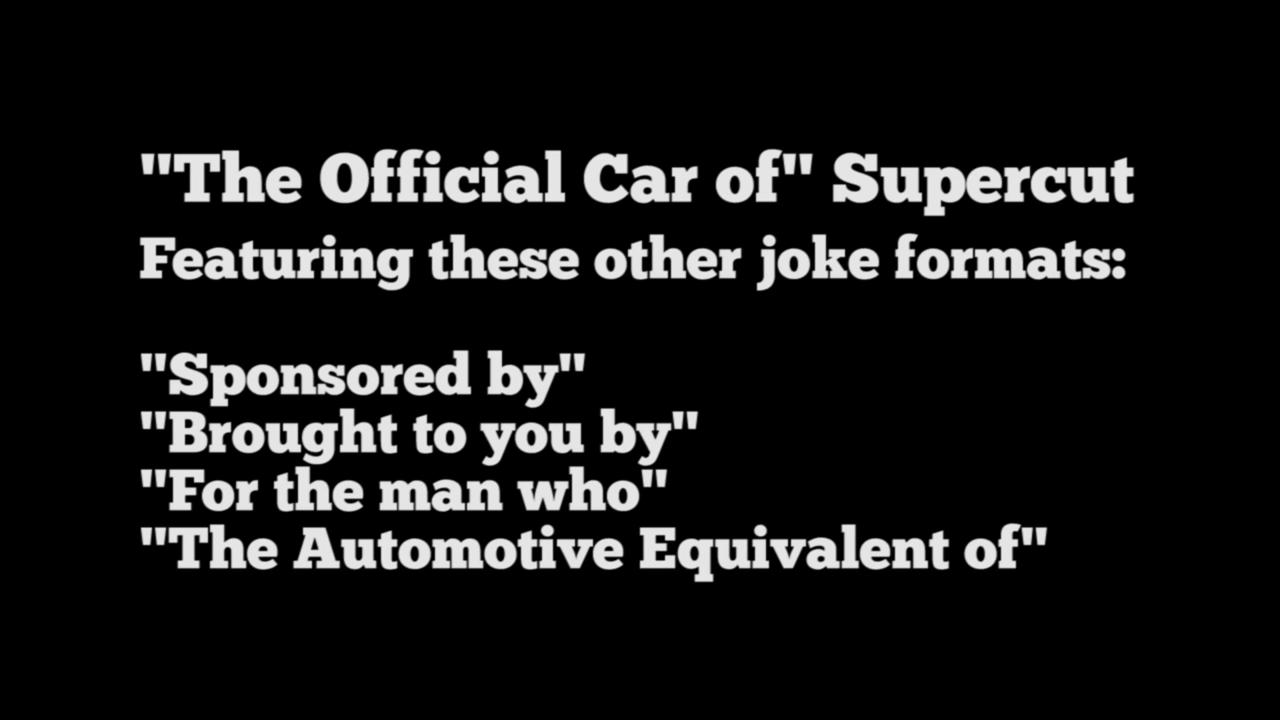 "The Official Car of" Supercut
Featuring these other joke formats:
"Sponsored by"
"Brought to you by"
"For the man who"
"The Automotive Equivalent of"